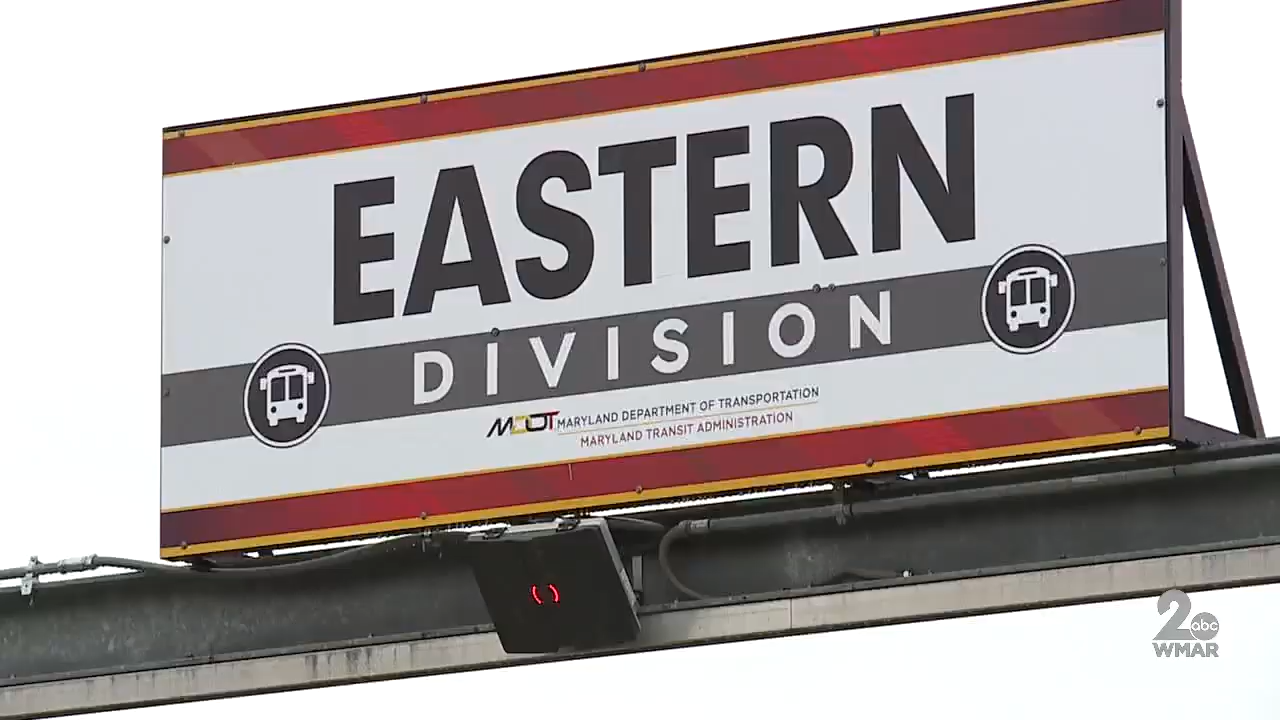 EASTERN
DIVISION
MDOT MARYLAND DEPARTMENT OF TRANSPORTATION
MARYLAND TRANSIT ADMINISTRATION
2 abc
WMAR